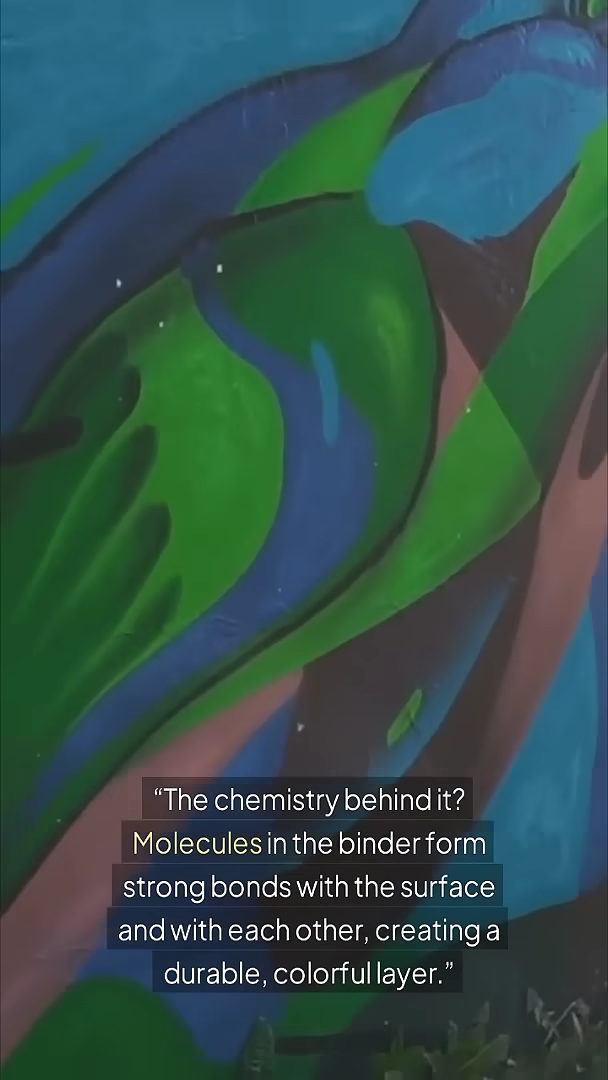 “The chemistry behind it?
Molecules in the binder form
strong bonds with the surface
and with each other, creating a
durable, colorful layer.”